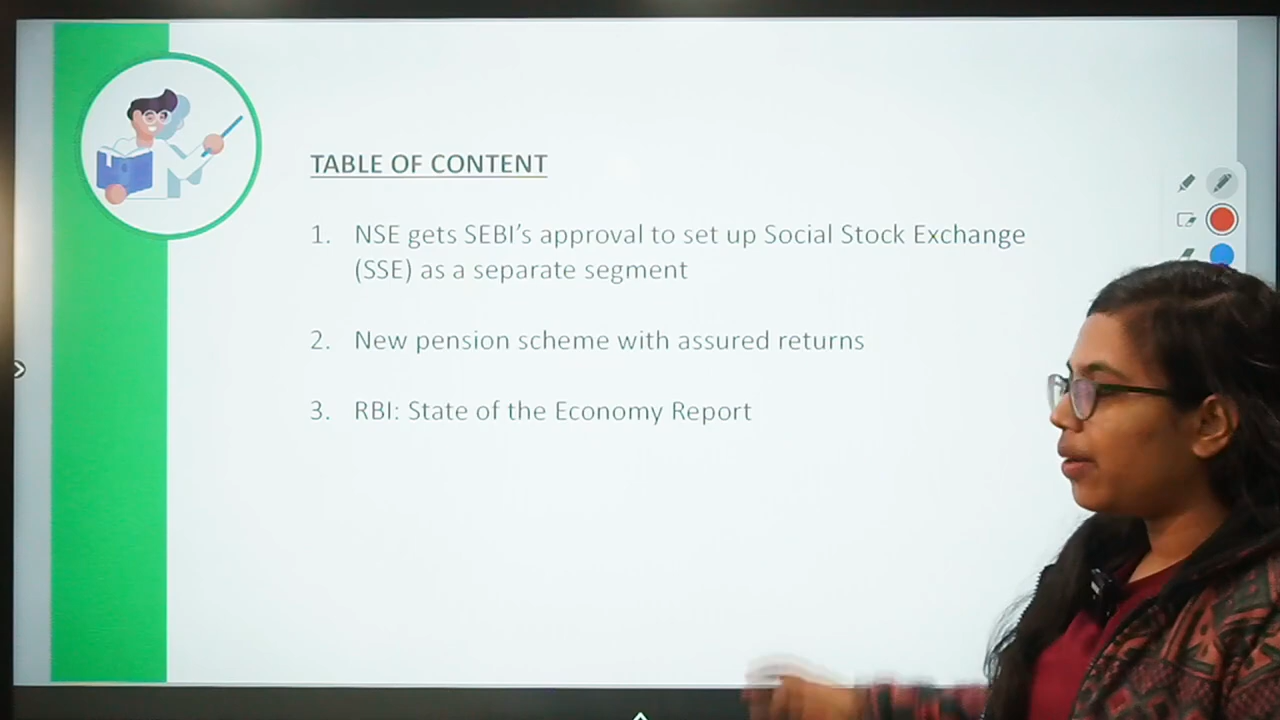 TABLE OF CONTENT
1. NSE gets SEBI’s approval to set up Social Stock Exchange
(SSE) as a separate segment
2. New pension scheme with assured returns
3. RBI: State of the Economy Report